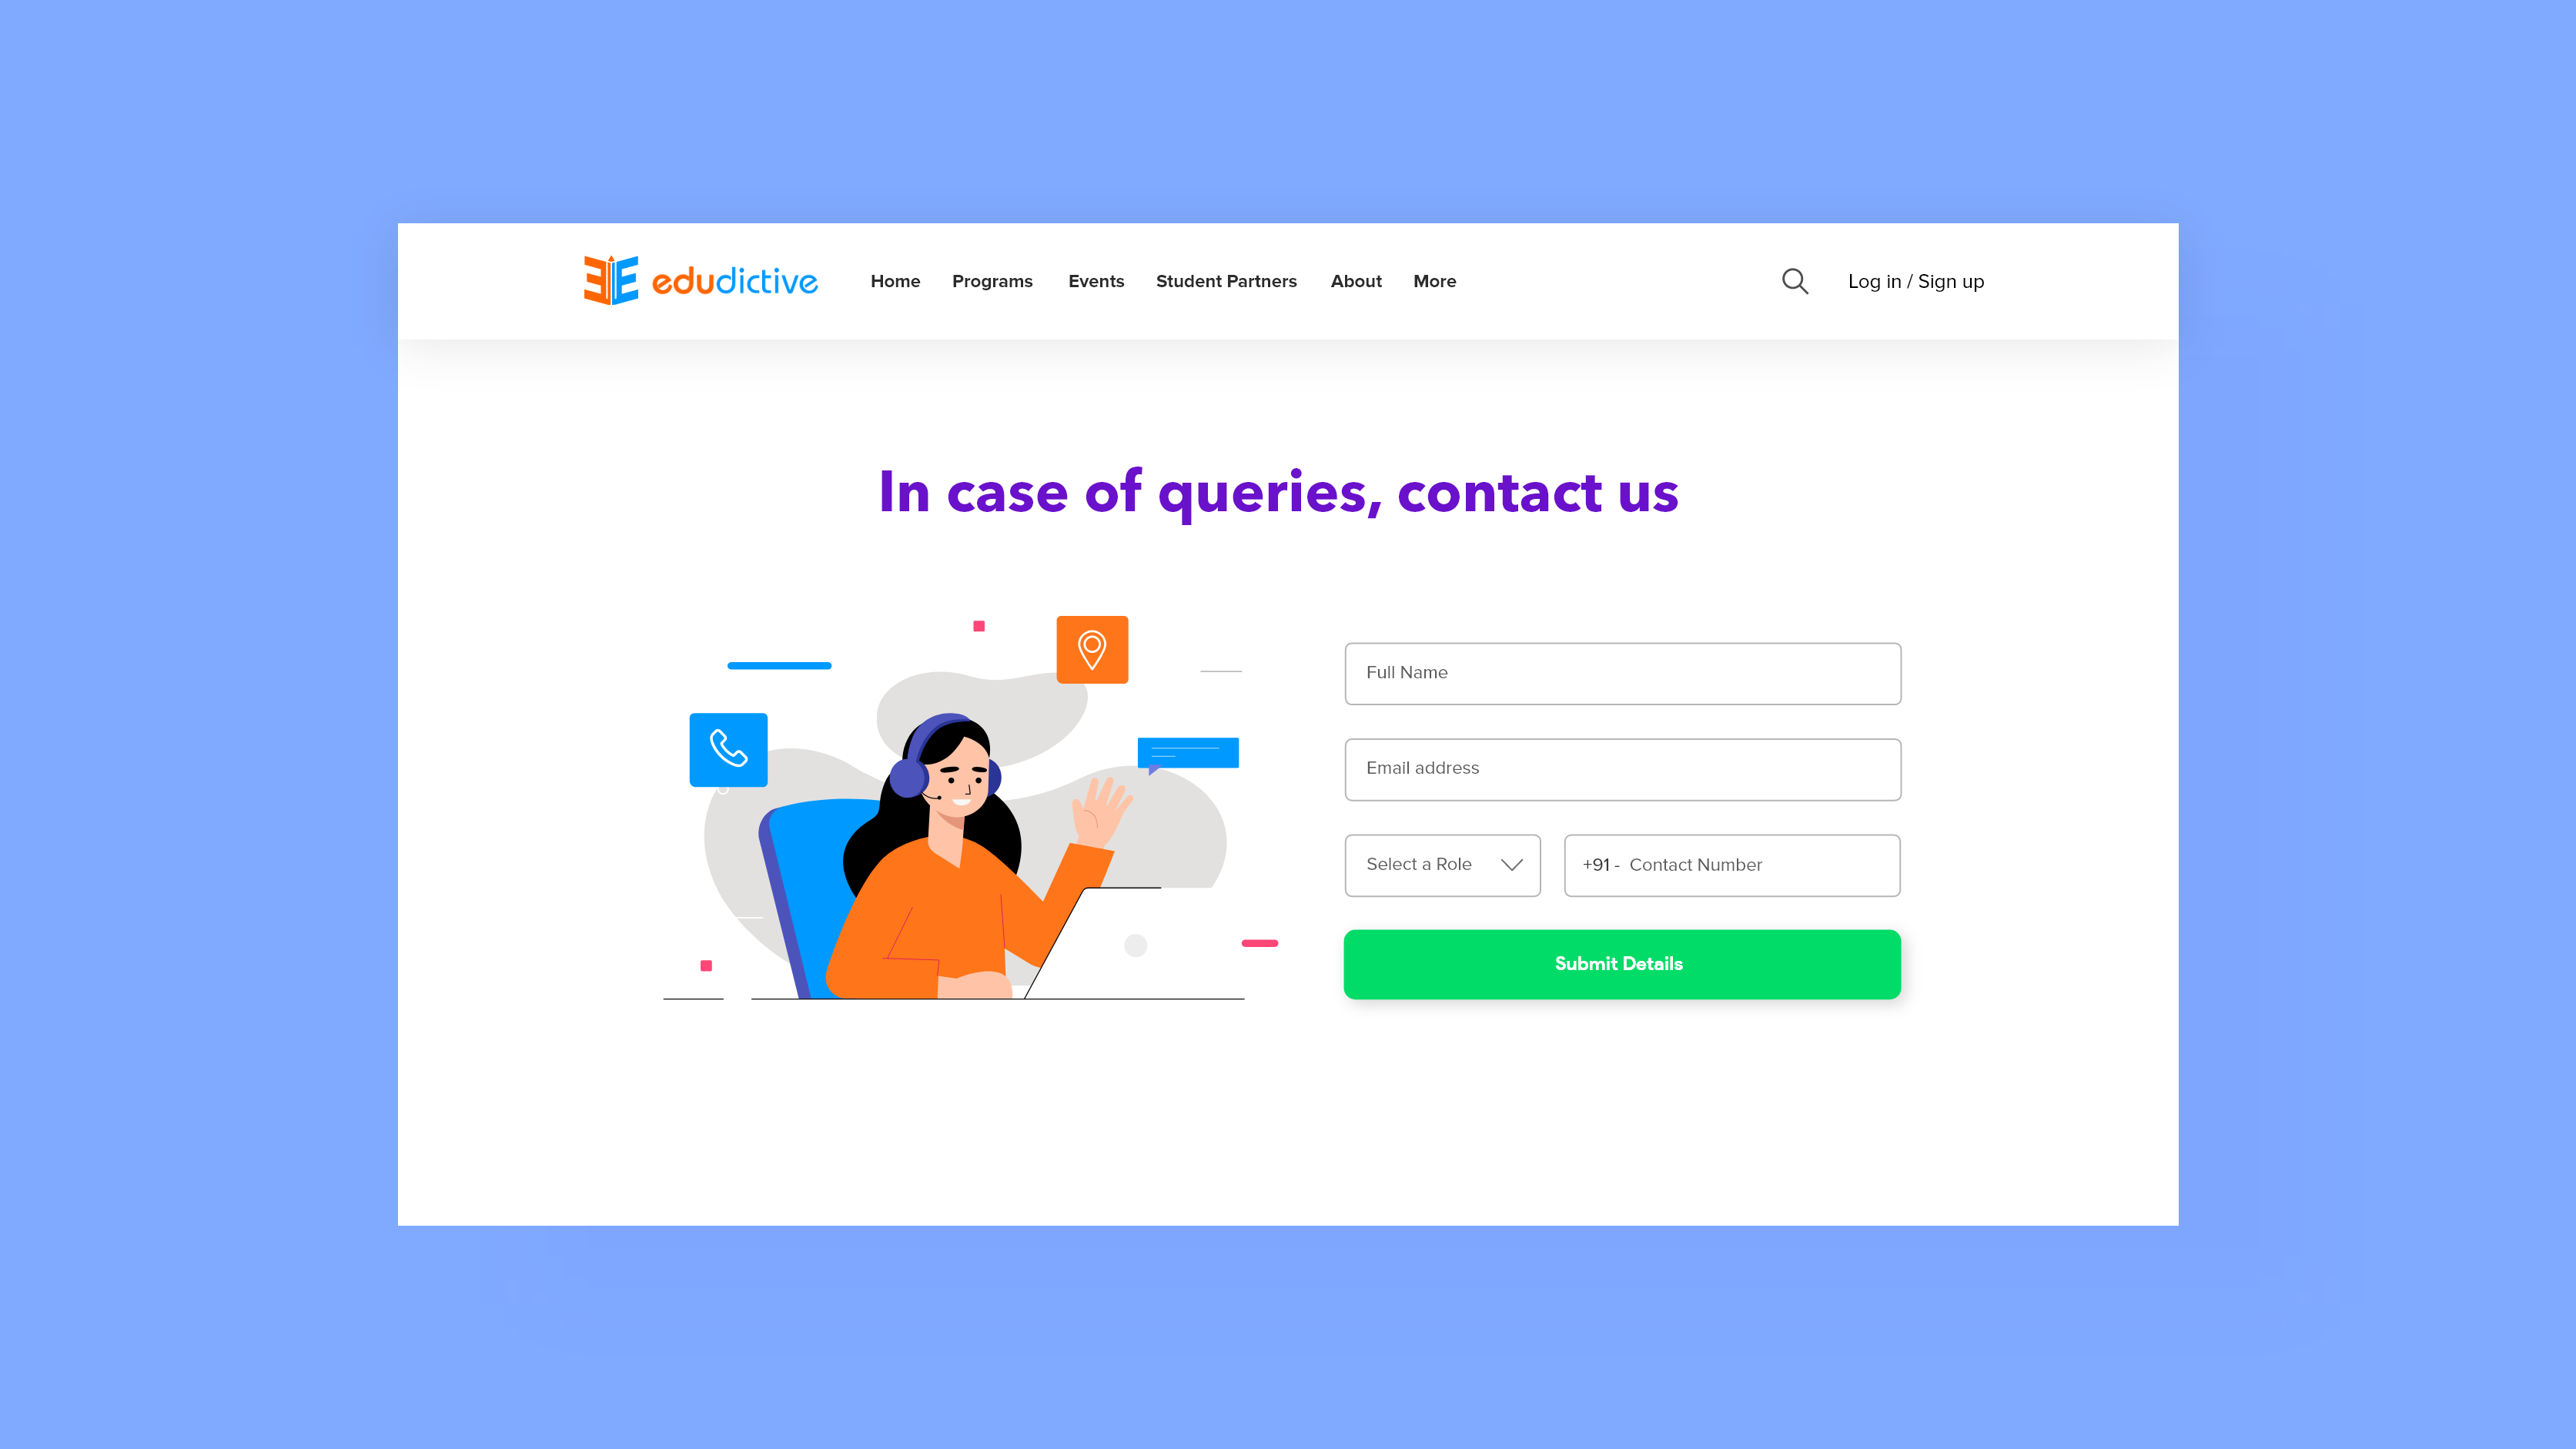 edudictive
Home Programs Events Student Partners About More
Log in / Sign up
In case of queries, contact us
Full Name
Email address
Select a Role
+91 - Contact Number
Submit Details